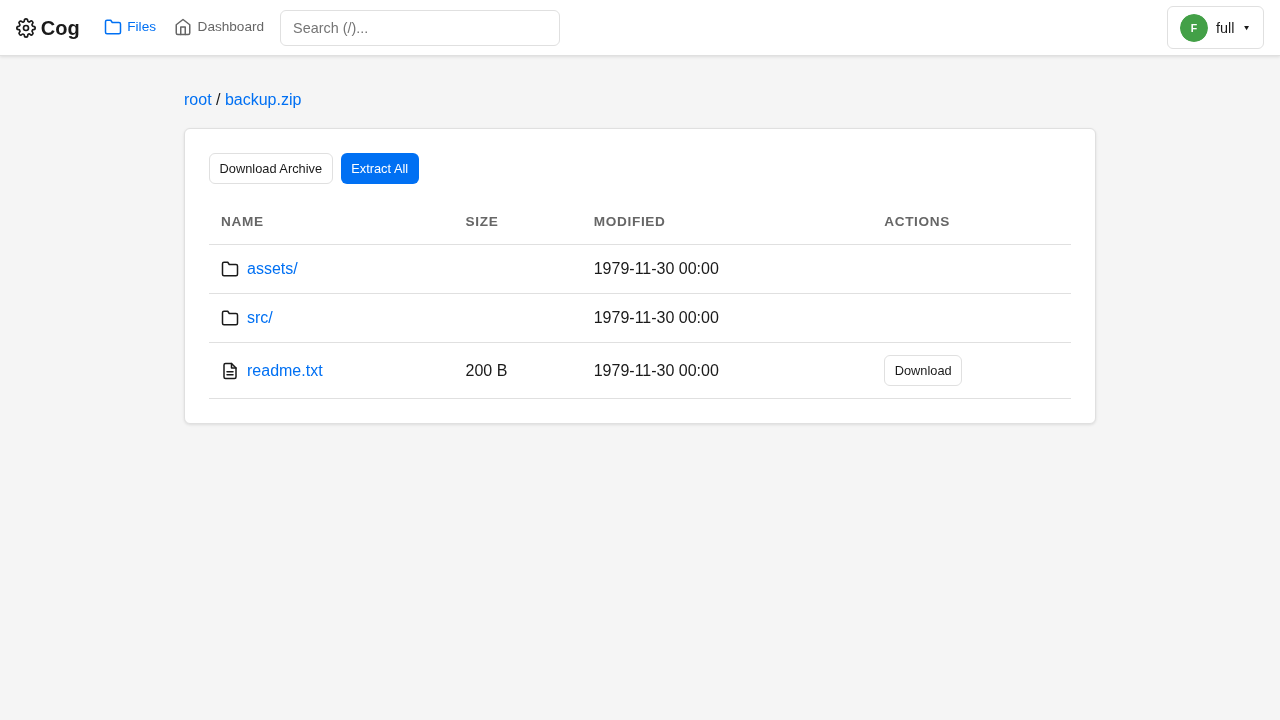 Cog Files Dashboard Search (/)... F full
root / backup.zip
Download Archive Extract All
NAME SIZE MODIFIED ACTIONS
assets/ 1979-11-30 00:00
src/ 1979-11-30 00:00
readme.txt 200 B 1979-11-30 00:00 Download